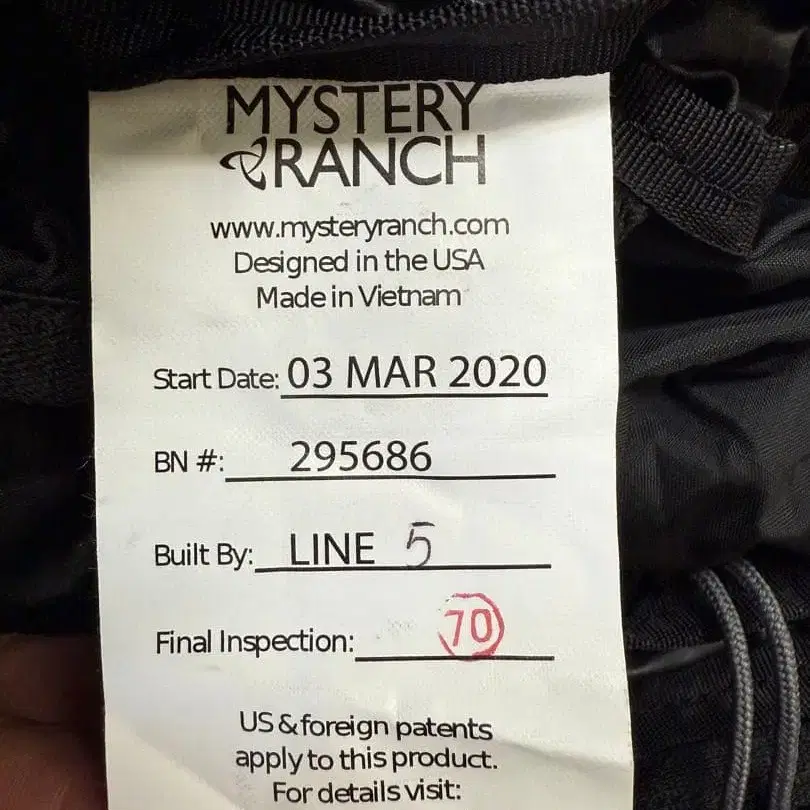 MYSTERY
RANCH
www.mysteryranch.com
Designed in the USA
Made in Vietnam
Start Date: 03 MAR 2020
BN #: 295686
Built By: LINE 5
Final Inspection: 70
US & foreign patents
apply to this product.
For details visit: